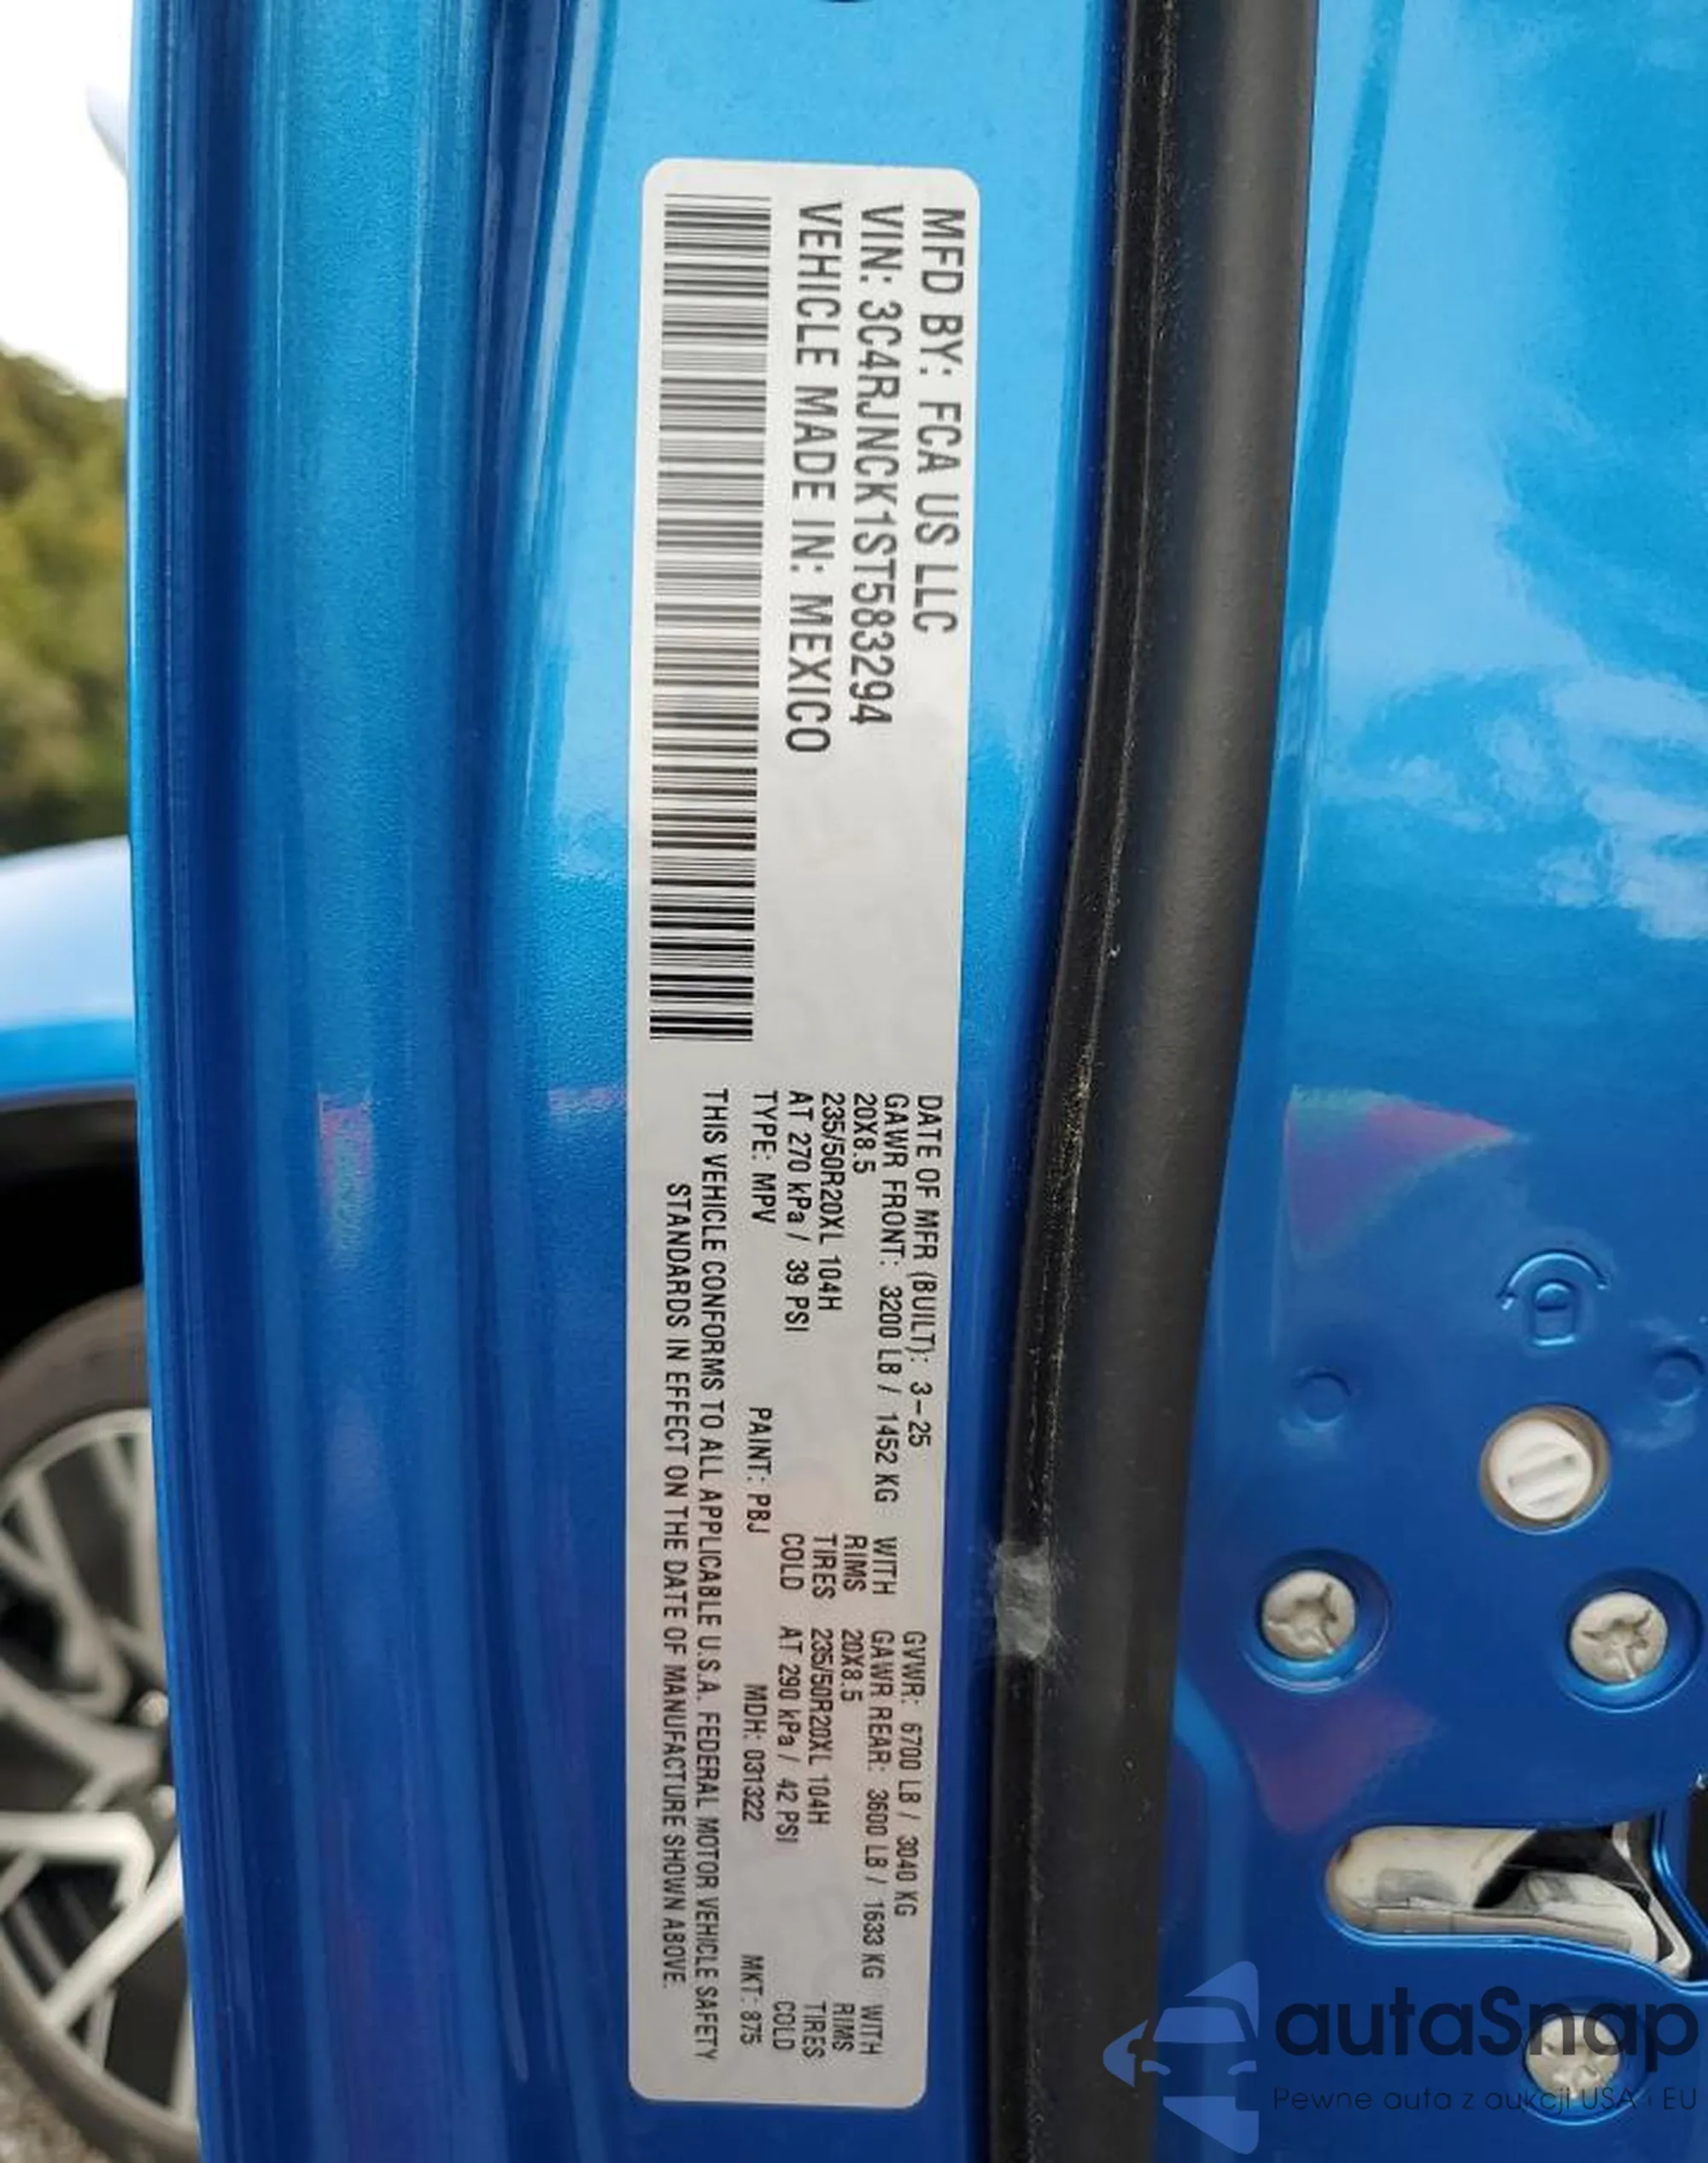 MFD BY: FCA US LLC
VIN: 3C4RJNCK1ST583294
VEHICLE MADE IN: MEXICO
DATE OF MFR (BUILT): 3-25 GVWR: 6700 LB / 3040 KG
GAWR FRONT: 3200 LB / 1452 KG WITH GAWR REAR: 3600 LB / 1633 KG WITH
20X8.5 RIMS 20X8.5 RIMS
235/50R20XL 104H TIRES 235/50R20XL 104H TIRES
AT 270 kPa / 39 PSI COLD AT 290 kPa / 42 PSI COLD
TYPE: MPV PAINT: PBJ MDH: 031322 MKT: 875
THIS VEHICLE CONFORMS TO ALL APPLICABLE U.S.A. FEDERAL MOTOR VEHICLE SAFETY
STANDARDS IN EFFECT ON THE DATE OF MANUFACTURE SHOWN ABOVE.
autaSnap
Pewne auta z aukcji USA i EU